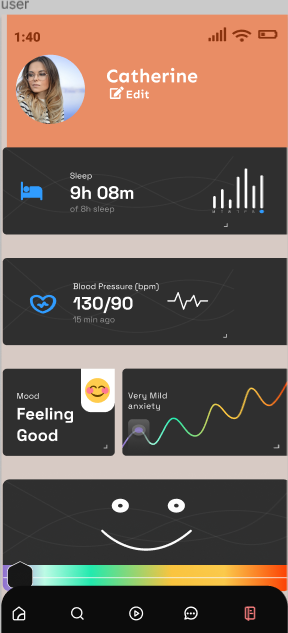 user
1:40
Catherine
Edit
Sleep
9h 08m
of 8h sleep
Blood Pressure (bpm)
130/90
15 min ago
Mood
Feeling
Good
Very Mild
anxiety